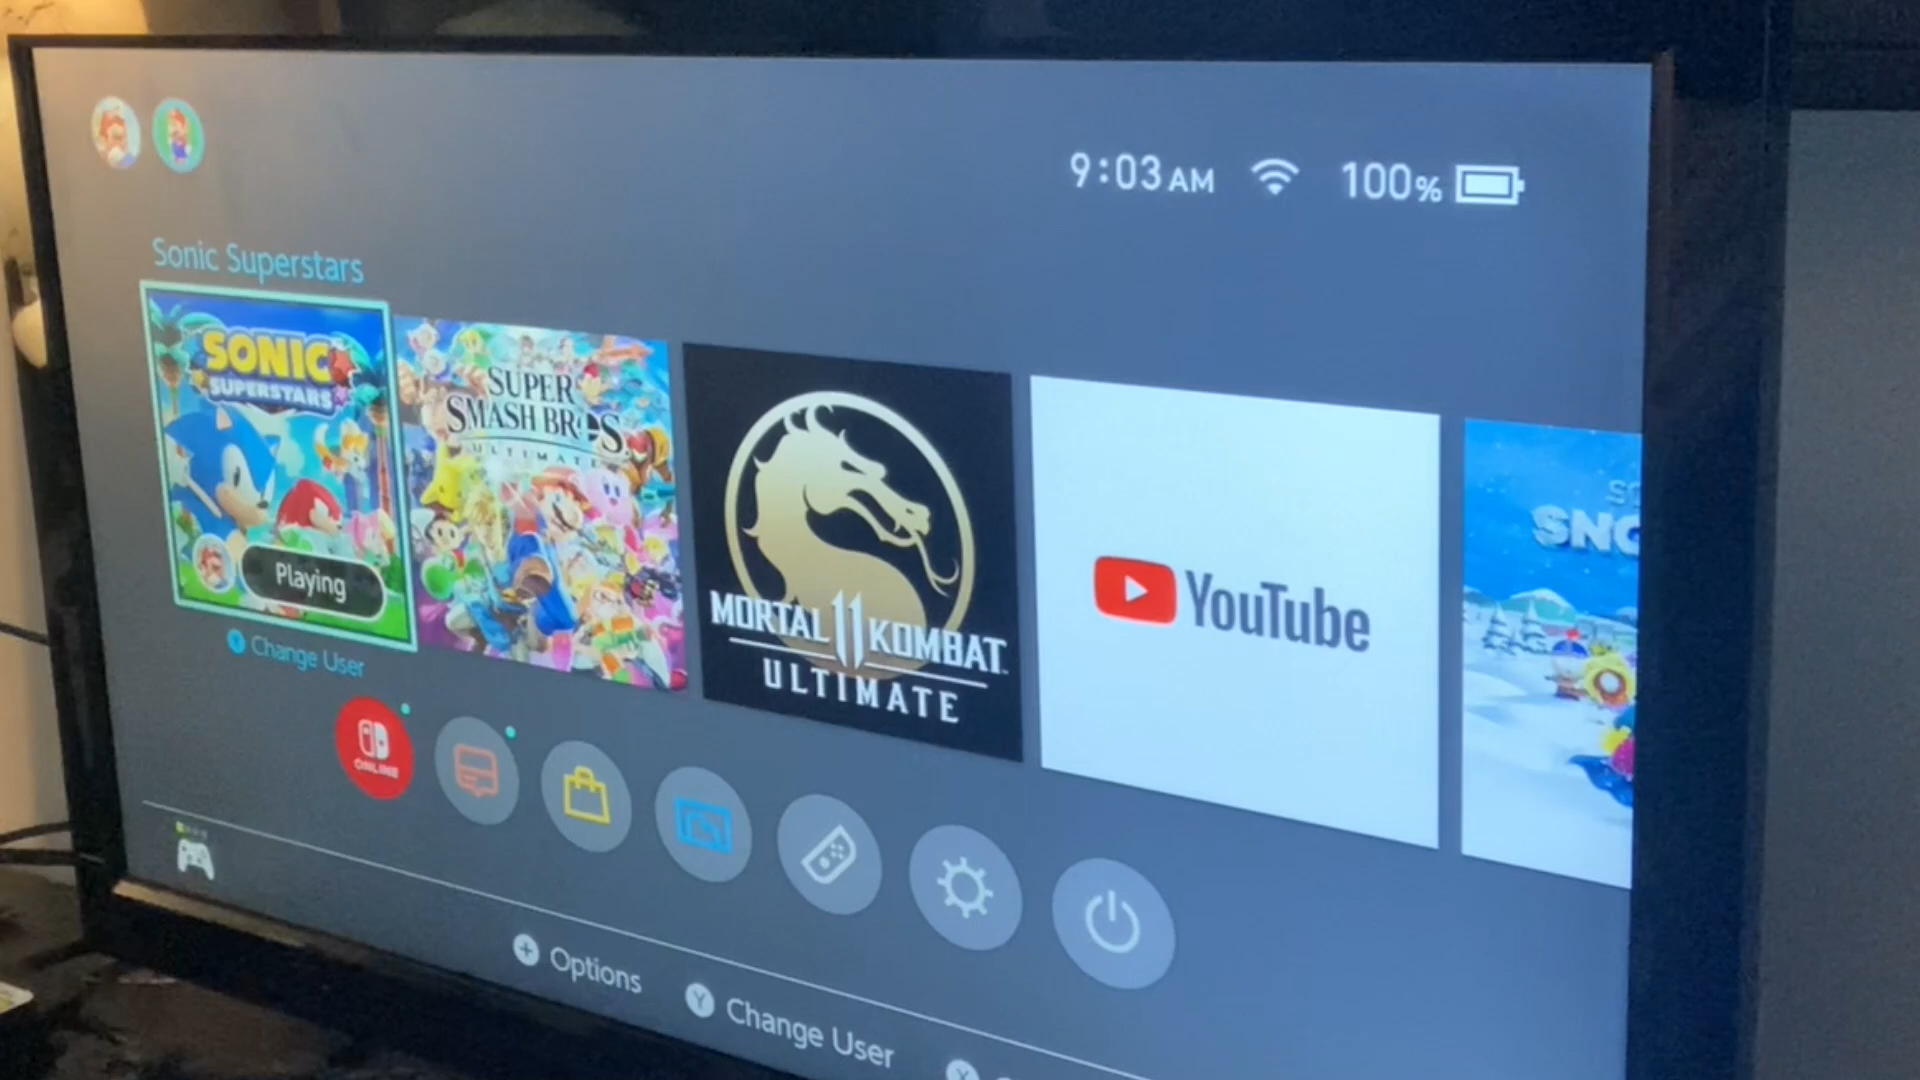 9:03 AM
100%
Sonic Superstars
SONIC
SUPERSTARS
Playing
SUPER
SMASH BROS.
ULTIMATE
MORTAL 11 KOMBAT
ULTIMATE
YouTube
Y Change User
ONLINE
+ Options
Y Change User
X